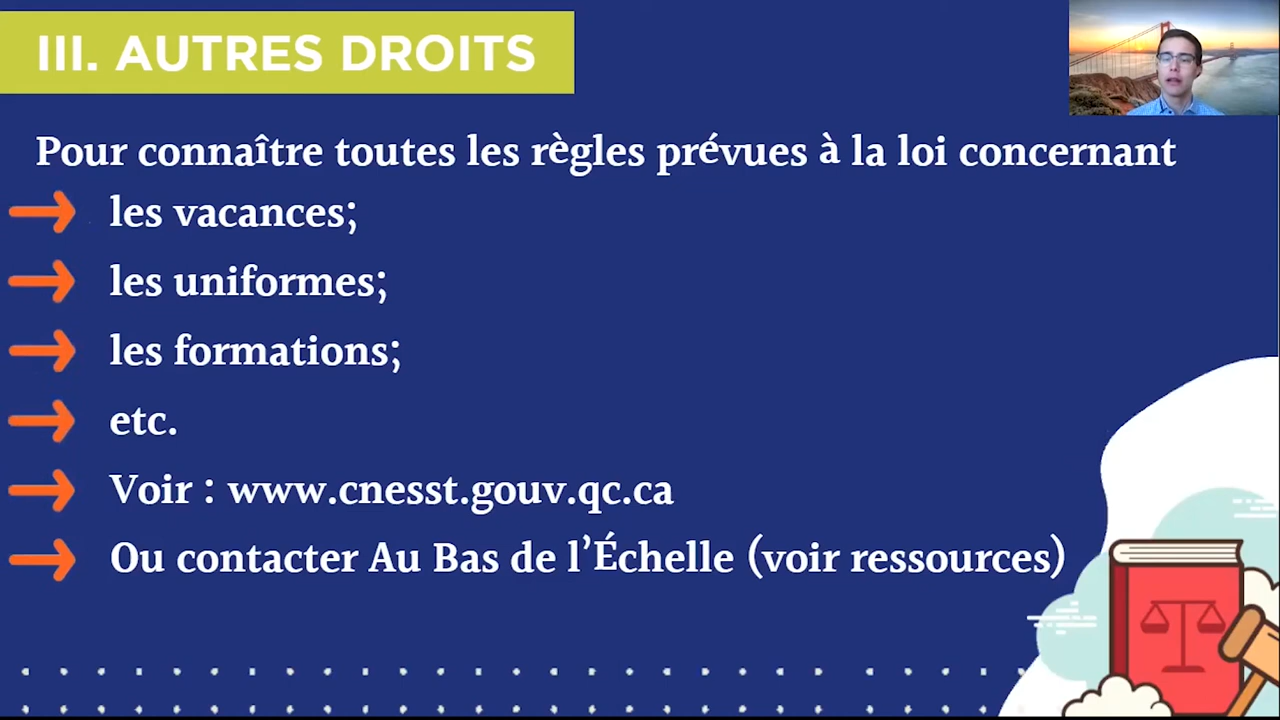 III. AUTRES DROITS
Pour connaître toutes les règles prévues à la loi concernant
les vacances;
les uniformes;
les formations;
etc.
Voir : www.cnesst.gouv.qc.ca
Ou contacter Au Bas de l’Échelle (voir ressources)